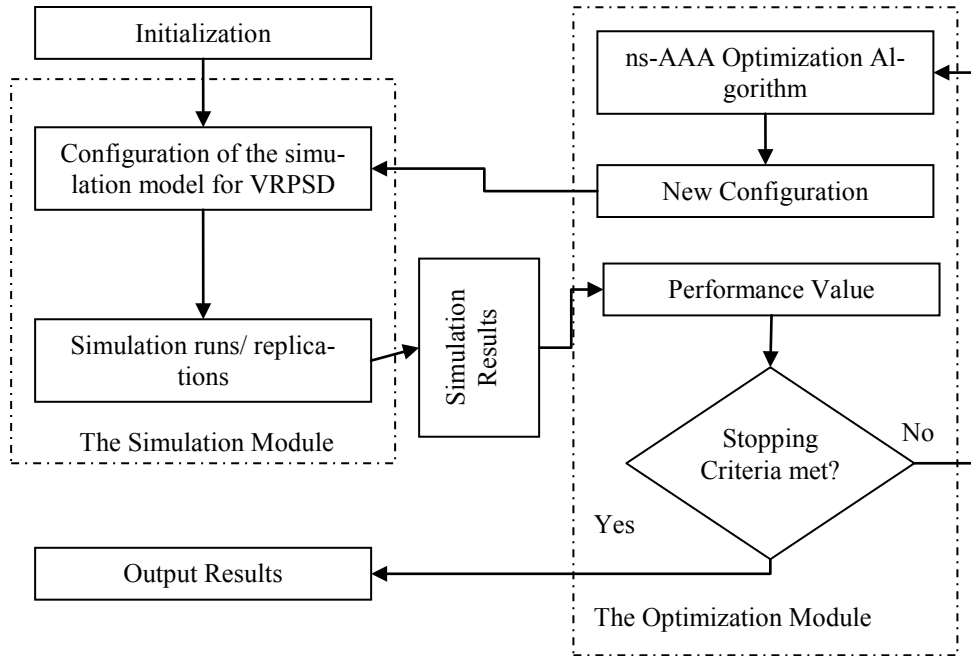 Initialization
ns-AAA Optimization Al-
gorithm
Configuration of the simu-
lation model for VRPSD
New Configuration
Simulation
Results
Performance Value
Simulation runs/ replica-
tions
The Simulation Module
Stopping
Criteria met?
No
Yes
Output Results
The Optimization Module